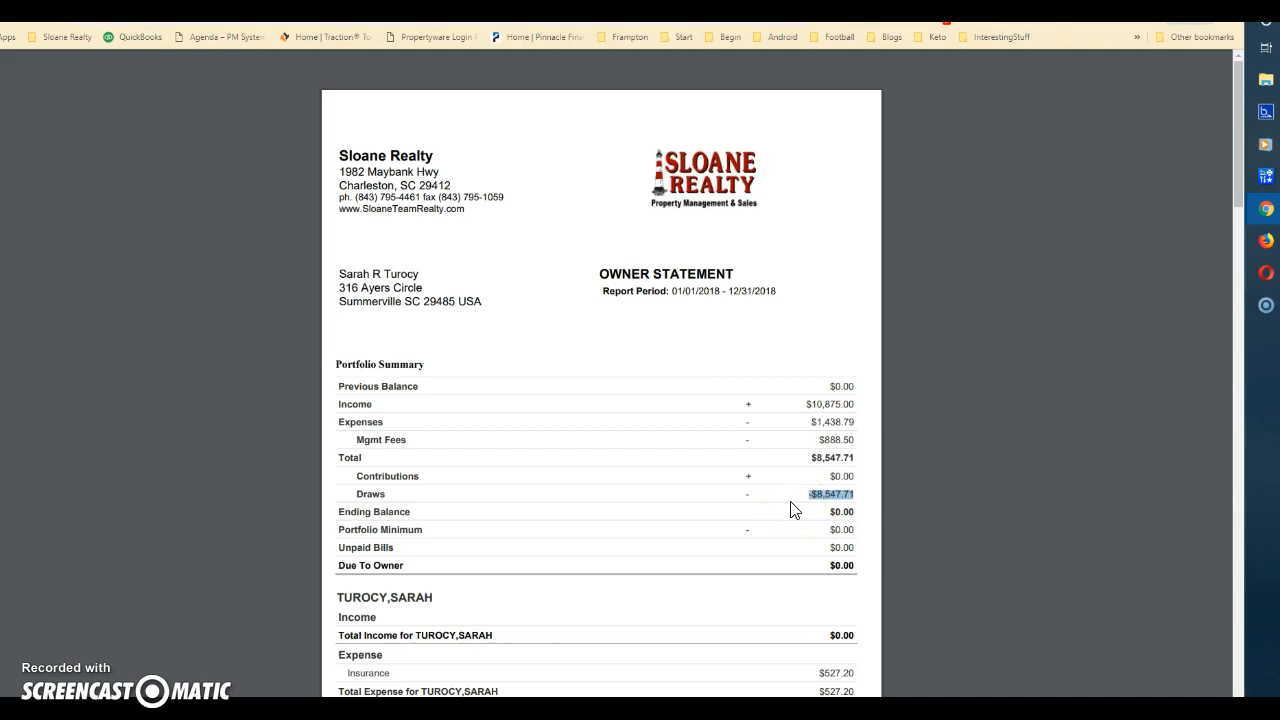 Apps Sloane Realty QuickBooks Agenda – PM System Home | Traction® To Propertyware Login Home | Pinnacle Fina Frampton Start Begin Android Football Blogs Keto InterestingStuff » Other bookmarks
Sloane Realty
1982 Maybank Hwy
Charleston, SC 29412
ph. (843) 795-4461 fax (843) 795-1059
www.SloaneTeamRealty.com
SLOANE
REALTY
Property Management & Sales
Sarah R Turocy
316 Ayers Circle
Summerville SC 29485 USA
OWNER STATEMENT
Report Period: 01/01/2018 - 12/31/2018
Portfolio Summary
Previous Balance $0.00
Income + $10,875.00
Expenses - $1,438.79
Mgmt Fees - $888.50
Total $8,547.71
Contributions + $0.00
Draws - -$8,547.71
Ending Balance $0.00
Portfolio Minimum - $0.00
Unpaid Bills $0.00
Due To Owner $0.00
TUROCY,SARAH
Income
Total Income for TUROCY,SARAH $0.00
Expense
Insurance $527.20
Total Expense for TUROCY,SARAH $527.20
Recorded with
SCREENCAST MATIC